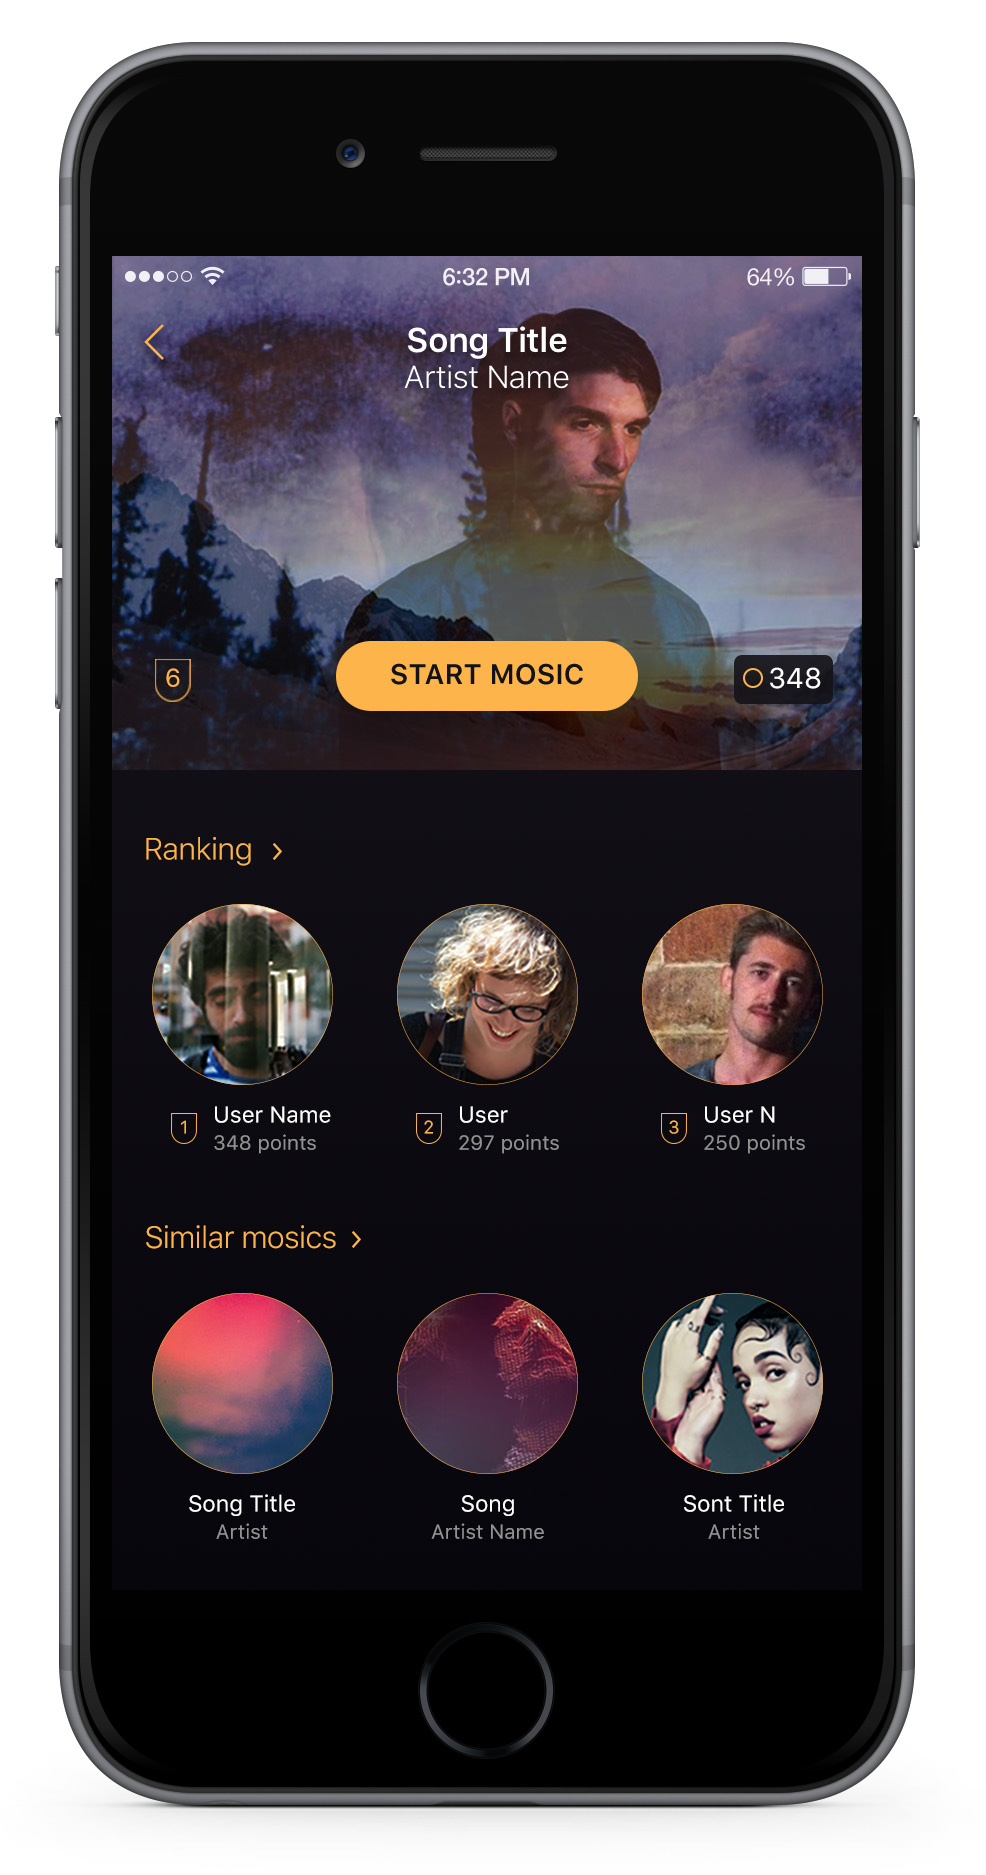 6:32 PM
64%
Song Title
Artist Name
6
START MOSIC
348
Ranking >
1
User Name
348 points
2
User
297 points
3
User N
250 points
Similar mosics >
Song Title
Artist
Song
Artist Name
Sont Title
Artist